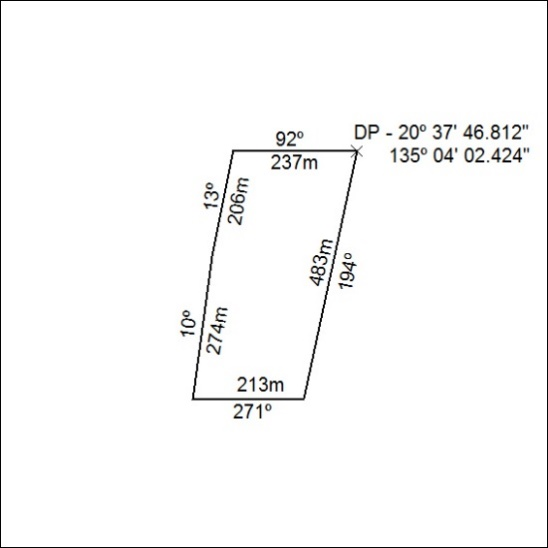 92º
237m
DP - 20º 37' 46.812"
135º 04' 02.424"
13º
206m
483m
194º
10º
274m
213m
271º